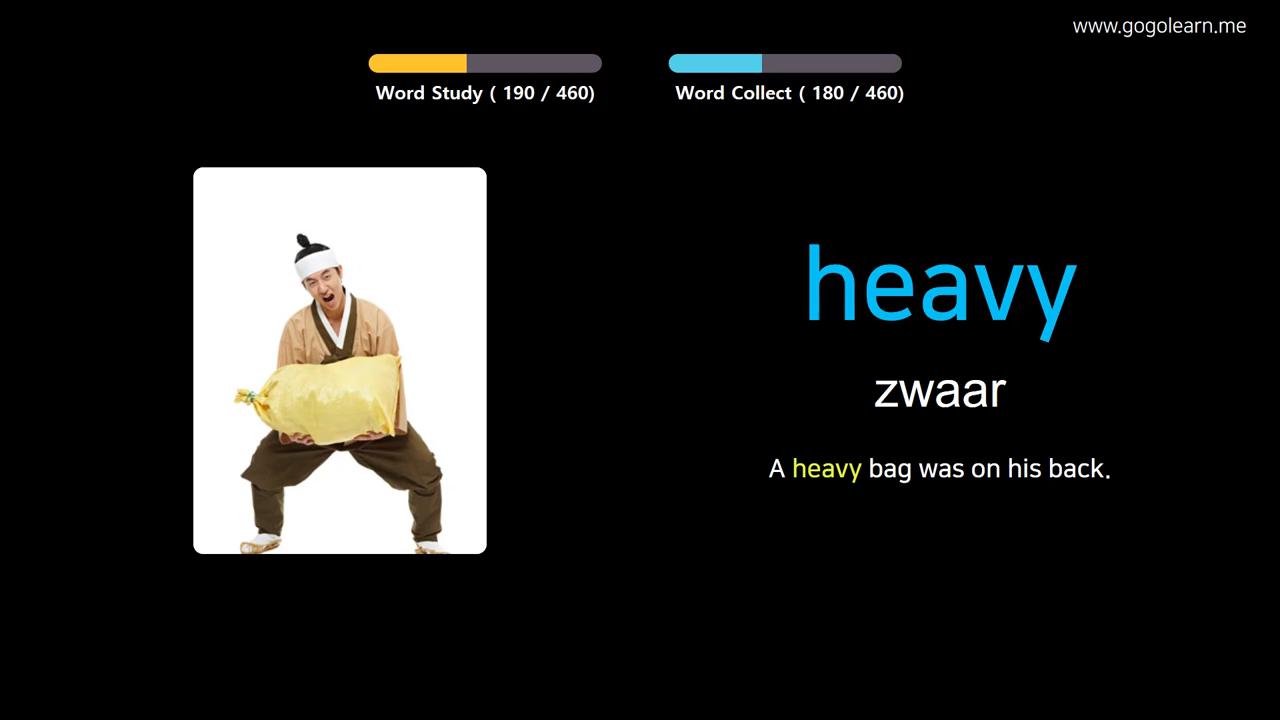 www.gogolearn.me
Word Study ( 190 / 460)
Word Collect ( 180 / 460)
heavy
zwaar
A heavy bag was on his back.